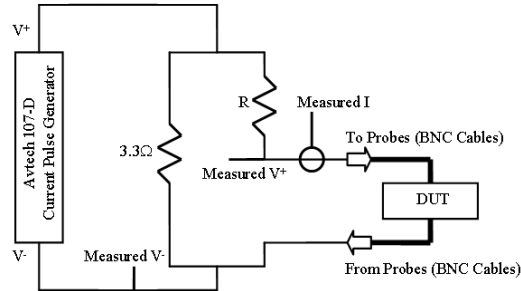 V+
Avtech 107-D
Current Pulse Generator
V-
3.3Ω
R
Measured I
Measured V+
To Probes (BNC Cables)
DUT
Measured V-
From Probes (BNC Cables)